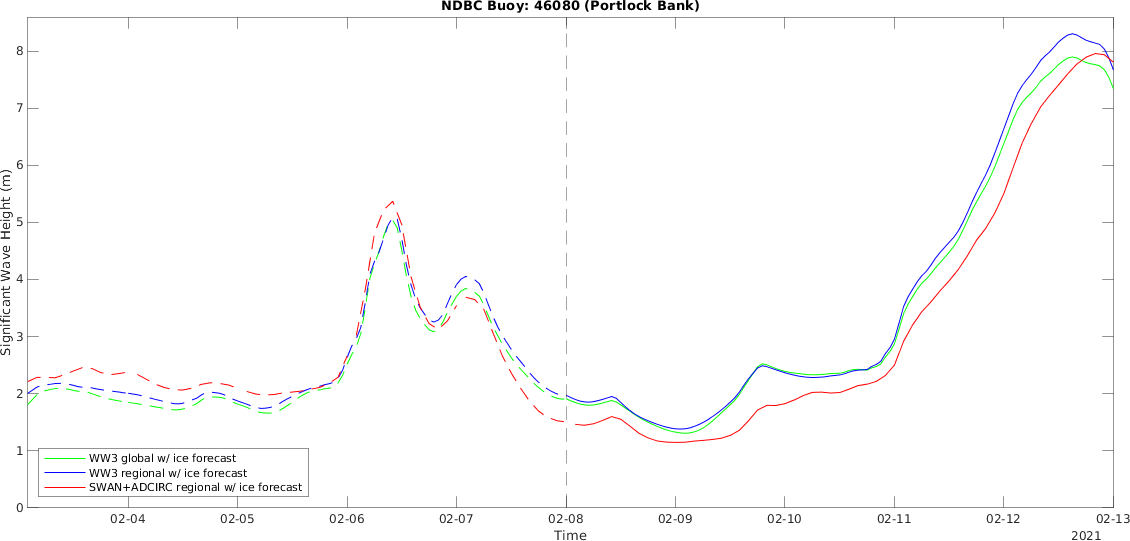 NDBC Buoy: 46080 (Portlock Bank)
Significant Wave Height (m)
8
7
6
5
4
3
2
1
0
WW3 global w/ ice forecast
WW3 regional w/ ice forecast
SWAN+ADCIRC regional w/ ice forecast
02-04 02-05 02-06 02-07 02-08 02-09 02-10 02-11 02-12 02-13
Time
2021